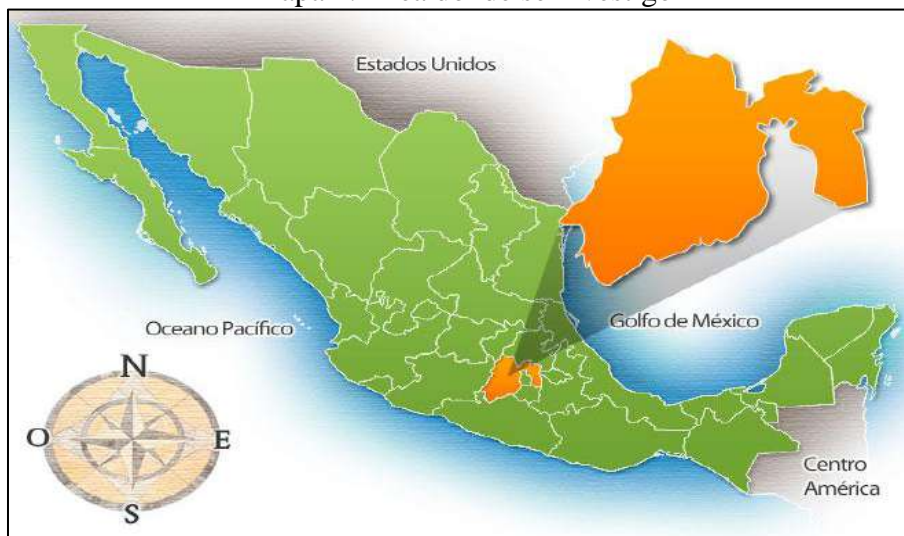 Estados Unidos
Oceano Pacífico
Golfo de México
N
O
E
S
Centro
América